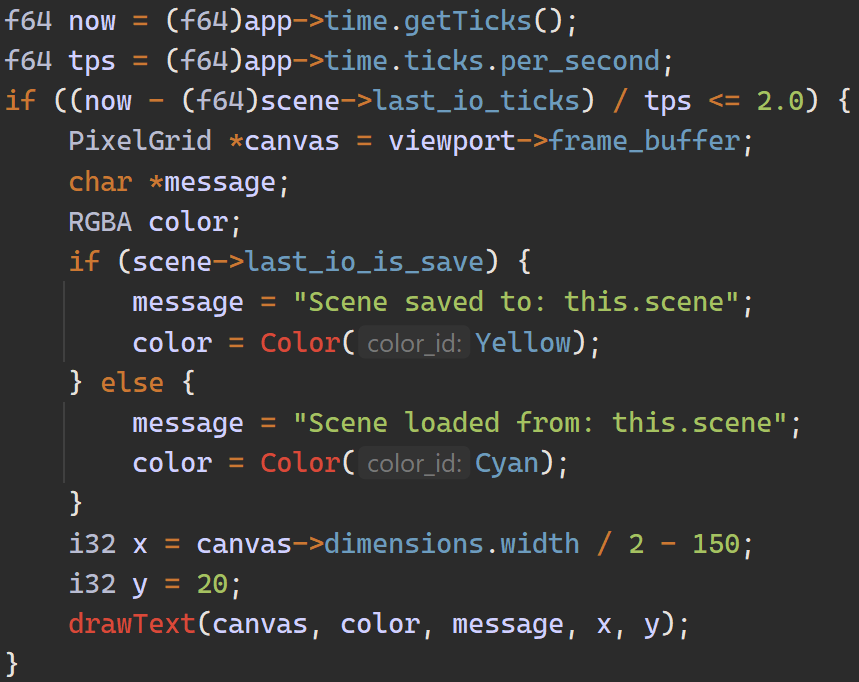 f64 now = (f64)app->time.getTicks();
f64 tps = (f64)app->time.ticks.per_second;
if ((now - (f64)scene->last_io_ticks) / tps <= 2.0) {
    PixelGrid *canvas = viewport->frame_buffer;
    char *message;
    RGBA color;
    if (scene->last_io_is_save) {
        message = "Scene saved to: this.scene";
        color = Color( color_id: Yellow);
    } else {
        message = "Scene loaded from: this.scene";
        color = Color( color_id: Cyan);
    }
    i32 x = canvas->dimensions.width / 2 - 150;
    i32 y = 20;
    drawText(canvas, color, message, x, y);
}